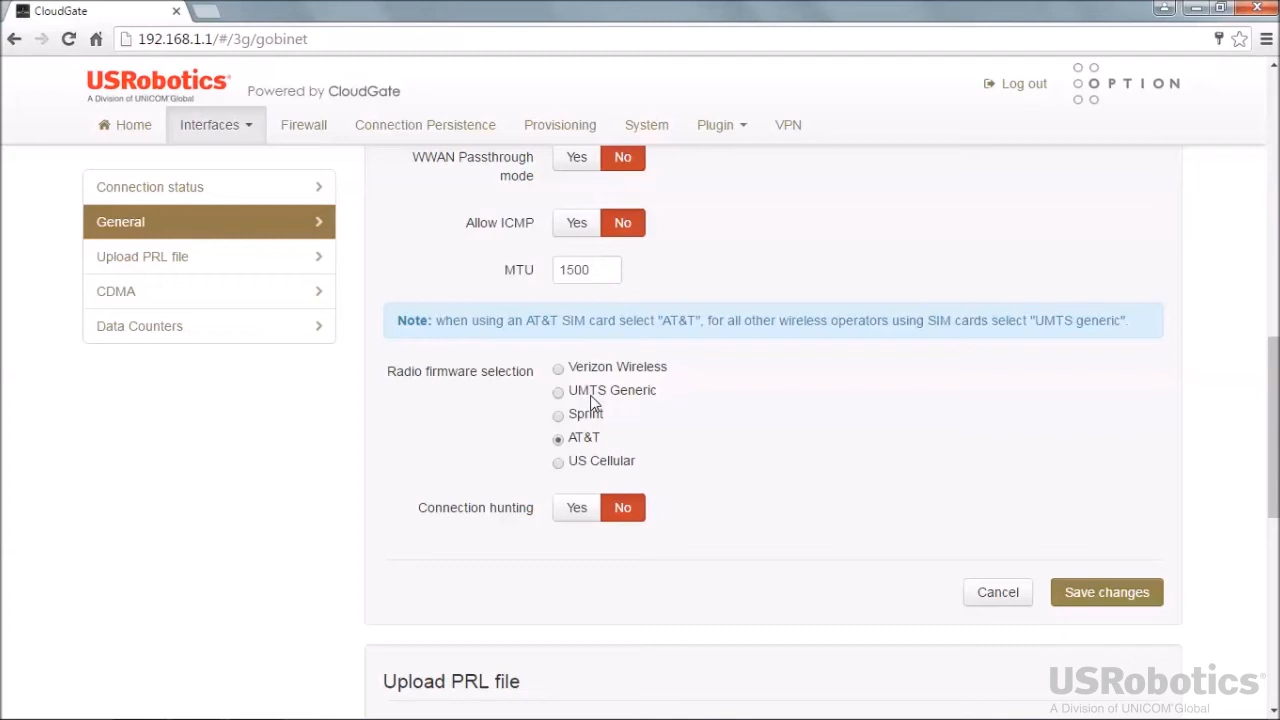 CloudGate
192.168.1.1/#/3g/gobinet
USRobotics
A Division of UNICOM Global
Powered by CloudGate
Log out
OPTION
Home
Interfaces
Firewall
Connection Persistence
Provisioning
System
Plugin
VPN
Connection status
General
Upload PRL file
CDMA
Data Counters
WWAN Passthrough
mode
Yes No
Allow ICMP Yes No
MTU 1500
Note: when using an AT&T SIM card select "AT&T", for all other wireless operators using SIM cards select "UMTS generic".
Radio firmware selection
Verizon Wireless
UMTS Generic
Sprint
AT&T
US Cellular
Connection hunting Yes No
Cancel Save changes
Upload PRL file
USRobotics®
A Division of UNICOM Global